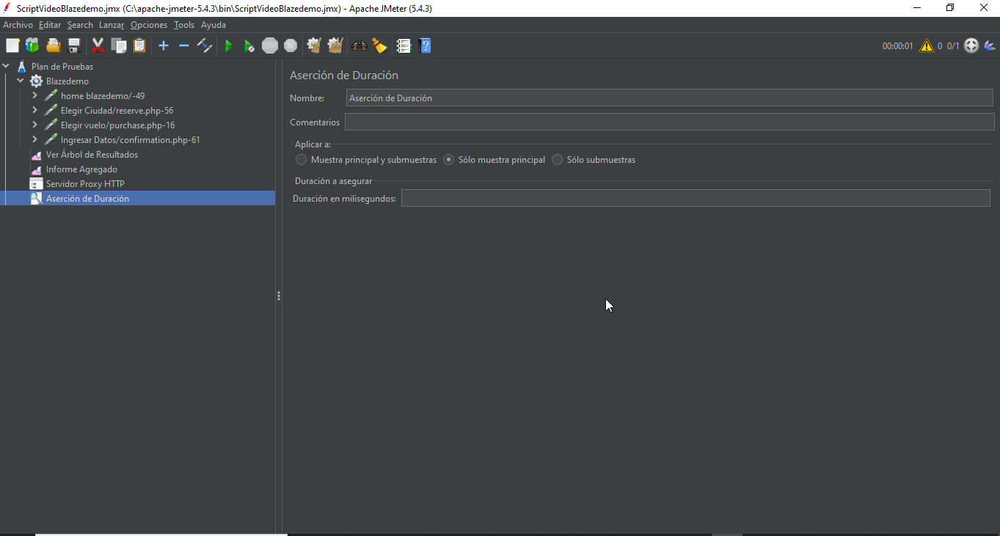 ScriptVideoBlazedemo.jmx (C:\apache-jmeter-5.4.3\bin\ScriptVideoBlazedemo.jmx) - Apache JMeter (5.4.3)
Archivo Editar Search Lanzar Opciones Tools Ayuda
STOP 00:00:01 0 0/1
Plan de Pruebas
Blazedemo
home blazedemo/-49
Elegir Ciudad/reserve.php-56
Elegir vuelo/purchase.php-16
Ingresar Datos/confirmation.php-61
Ver Árbol de Resultados
Informe Agregado
Servidor Proxy HTTP
Aserción de Duración
Aserción de Duración
Nombre: Aserción de Duración
Comentarios
Aplicar a:
Muestra principal y submuestras Sólo muestra principal Sólo submuestras
Duración a asegurar
Duración en milisegundos: